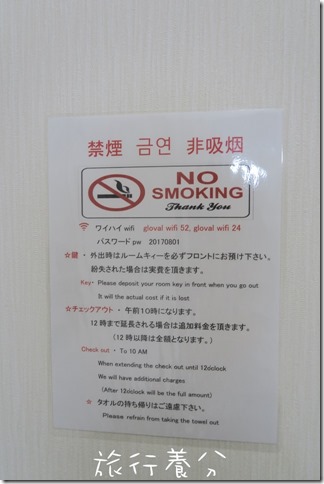 禁煙 금연 非吸烟
NO
SMOKING
Thank You
ワイハイ wifi gloval wifi 52, gloval wifi 24
パスワード pw 20170801
☆鍵・外出時はルームキィーを必ずフロントにお預け下さい。
紛失された場合は実費を頂きます。
Key・Please deposit your room key in front when you go out
It will the actual cost if it is lost
☆チェックアウト・午前10時になります。
12時まで延長される場合は追加料金を頂きます。
(12時以降は全額となります。)
Check out・Tu 10 AM
When extending the check out until 12o'clock
We will have additional charges
(After 12o'clock will be the full amount)
☆ タオルの持ち帰りはご遠慮下さい。
Please refrain from taking the towel out
旅行養分